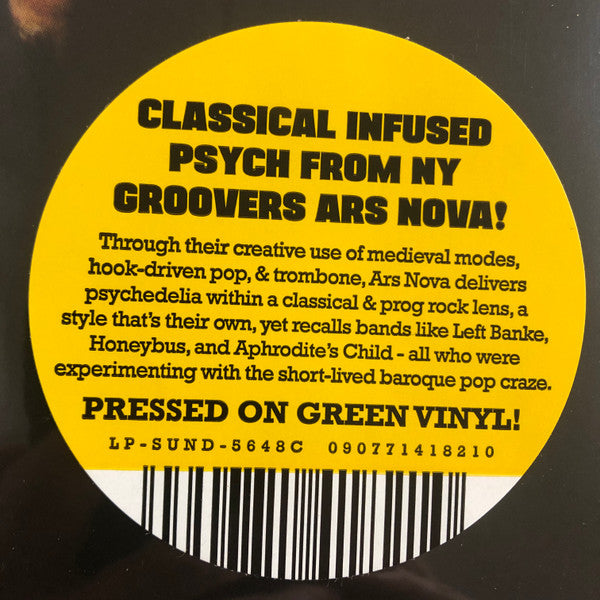 CLASSICAL INFUSED
PSYCH FROM NY
GROOVERS ARS NOVA!
Through their creative use of medieval modes,
hook-driven pop, & trombone, Ars Nova delivers
psychedelia within a classical & prog rock lens, a
style that's their own, yet recalls bands like Left Banke,
Honeybus, and Aphrodite's Child - all who were
experimenting with the short-lived baroque pop craze.
PRESSED ON GREEN VINYL!
LP-SUND-5648C 090771418210